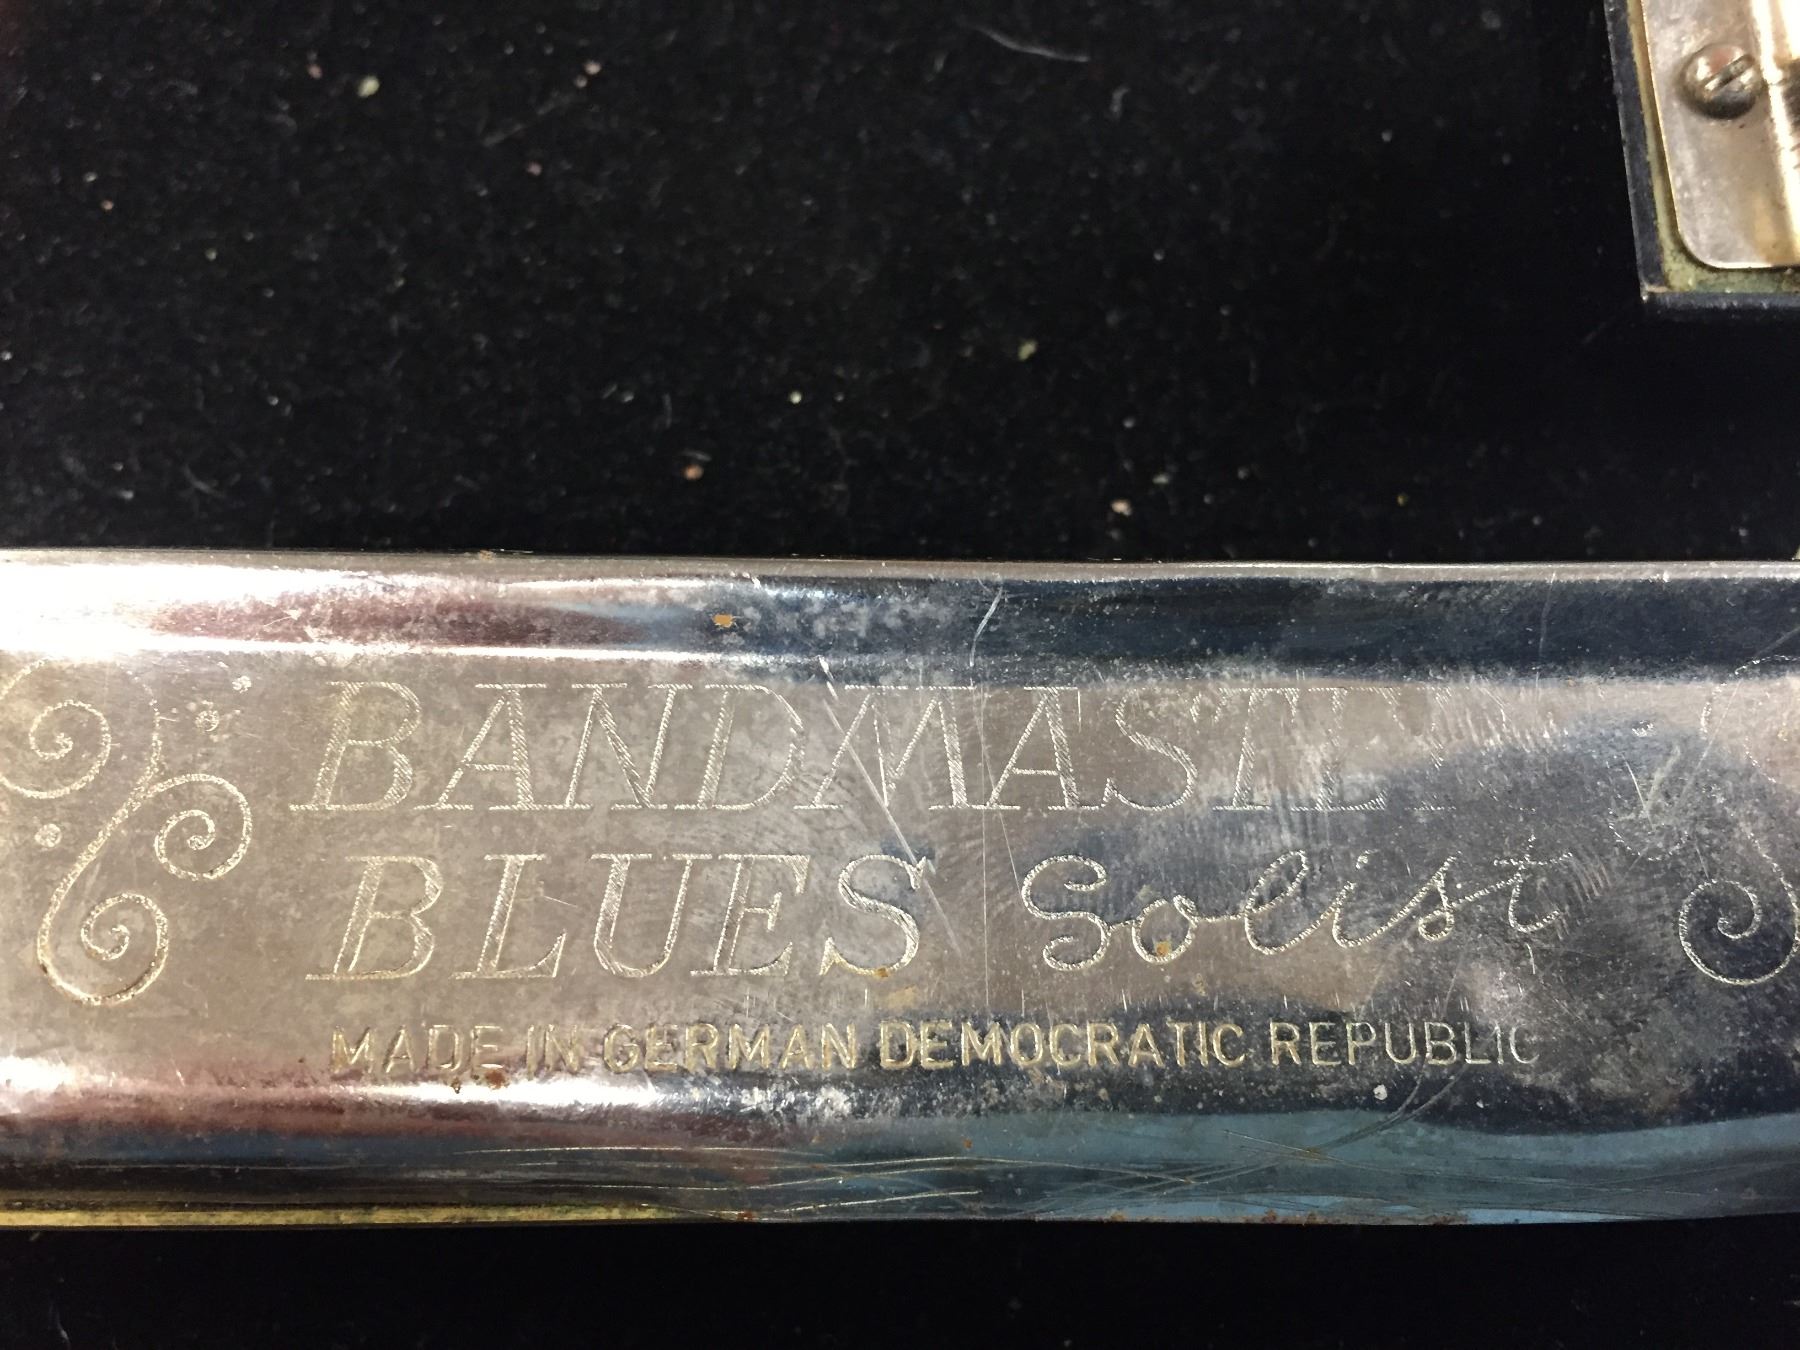 BANDMASTER
BLUES Solist
MADE IN GERMAN DEMOCRATIC REPUBLIC